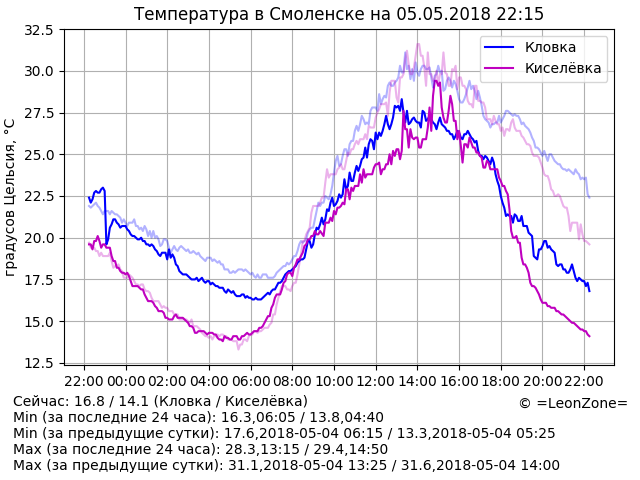 Температура в Смоленске на 05.05.2018 22:15
32.5
30.0
27.5
25.0
22.5
20.0
17.5
15.0
12.5
градусов Цельсия, °C
Кловка
Киселёвка
22:00 00:00 02:00 04:00 06:00 08:00 10:00 12:00 14:00 16:00 18:00 20:00 22:00
Сейчас: 16.8 / 14.1 (Кловка / Киселёвка)
© =LeonZone=
Min (за последние 24 часа): 16.3,06:05 / 13.8,04:40
Min (за предыдущие сутки): 17.6,2018-05-04 06:15 / 13.3,2018-05-04 05:25
Max (за последние 24 часа): 28.3,13:15 / 29.4,14:50
Max (за предыдущие сутки): 31.1,2018-05-04 13:25 / 31.6,2018-05-04 14:00